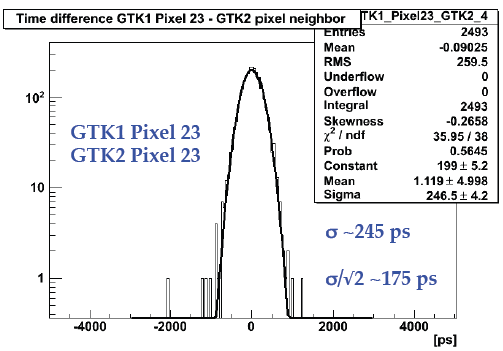 Time difference GTK1 Pixel 23 - GTK2 pixel neighbor
TK1_Pixel23_GTK2_4
Entries 2493
Mean -0.09025
RMS 259.5
Underflow 0
Overflow 0
Integral 2493
Skewness -0.2658
χ² / ndf 35.95 / 38
Prob 0.5645
Constant 199 ± 5.2
Mean 1.119 ± 4.998
Sigma 246.5 ± 4.2
10²
GTK1 Pixel 23
GTK2 Pixel 23
10
σ ~245 ps
σ/√2 ~175 ps
1
-4000 -2000 0 2000 4000
[ps]